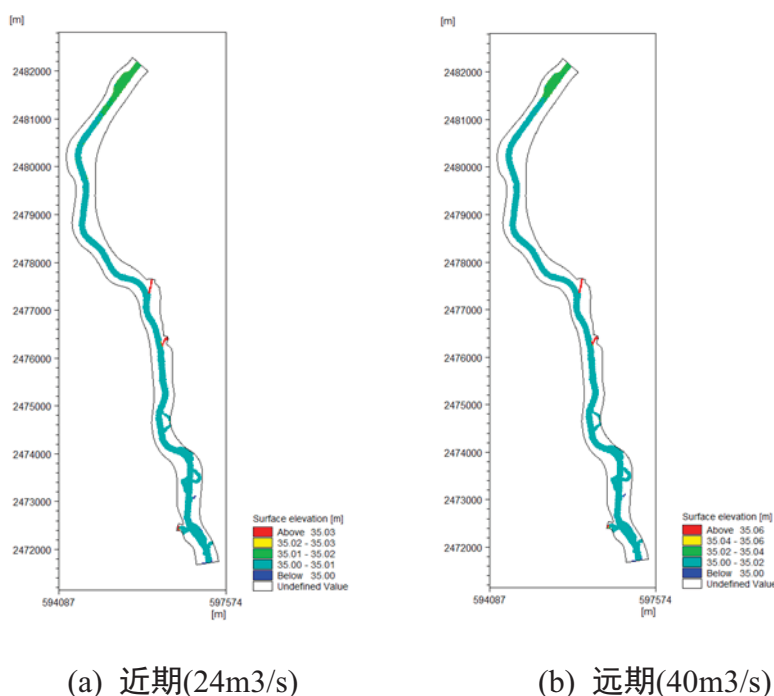 [m]
2482000
2481000
2480000
2479000
2478000
2477000
2476000
2475000
2474000
2473000
2472000
594087
597574
[m]
Surface elevation [m]
Above 35.03
35.02 - 35.03
35.01 - 35.02
35.00 - 35.01
Below 35.00
Undefined Value
(a) 近期(24m3/s)
[m]
2482000
2481000
2480000
2479000
2478000
2477000
2476000
2475000
2474000
2473000
2472000
594087
597574
[m]
Surface elevation [m]
Above 35.06
35.04 - 35.06
35.02 - 35.04
35.00 - 35.02
Below 35.00
Undefined Value
(b) 远期(40m3/s)